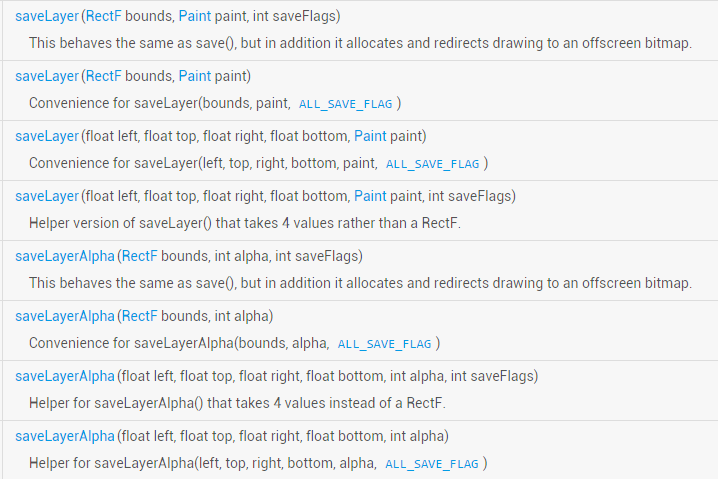 saveLayer(RectF bounds, Paint paint, int saveFlags)
This behaves the same as save(), but in addition it allocates and redirects drawing to an offscreen bitmap.
saveLayer(RectF bounds, Paint paint)
Convenience for saveLayer(bounds, paint, ALL_SAVE_FLAG )
saveLayer(float left, float top, float right, float bottom, Paint paint)
Convenience for saveLayer(left, top, right, bottom, paint, ALL_SAVE_FLAG )
saveLayer(float left, float top, float right, float bottom, Paint paint, int saveFlags)
Helper version of saveLayer() that takes 4 values rather than a RectF.
saveLayerAlpha(RectF bounds, int alpha, int saveFlags)
This behaves the same as save(), but in addition it allocates and redirects drawing to an offscreen bitmap.
saveLayerAlpha(RectF bounds, int alpha)
Convenience for saveLayerAlpha(bounds, alpha, ALL_SAVE_FLAG )
saveLayerAlpha(float left, float top, float right, float bottom, int alpha, int saveFlags)
Helper for saveLayerAlpha() that takes 4 values instead of a RectF.
saveLayerAlpha(float left, float top, float right, float bottom, int alpha)
Helper for saveLayerAlpha(left, top, right, bottom, alpha, ALL_SAVE_FLAG )